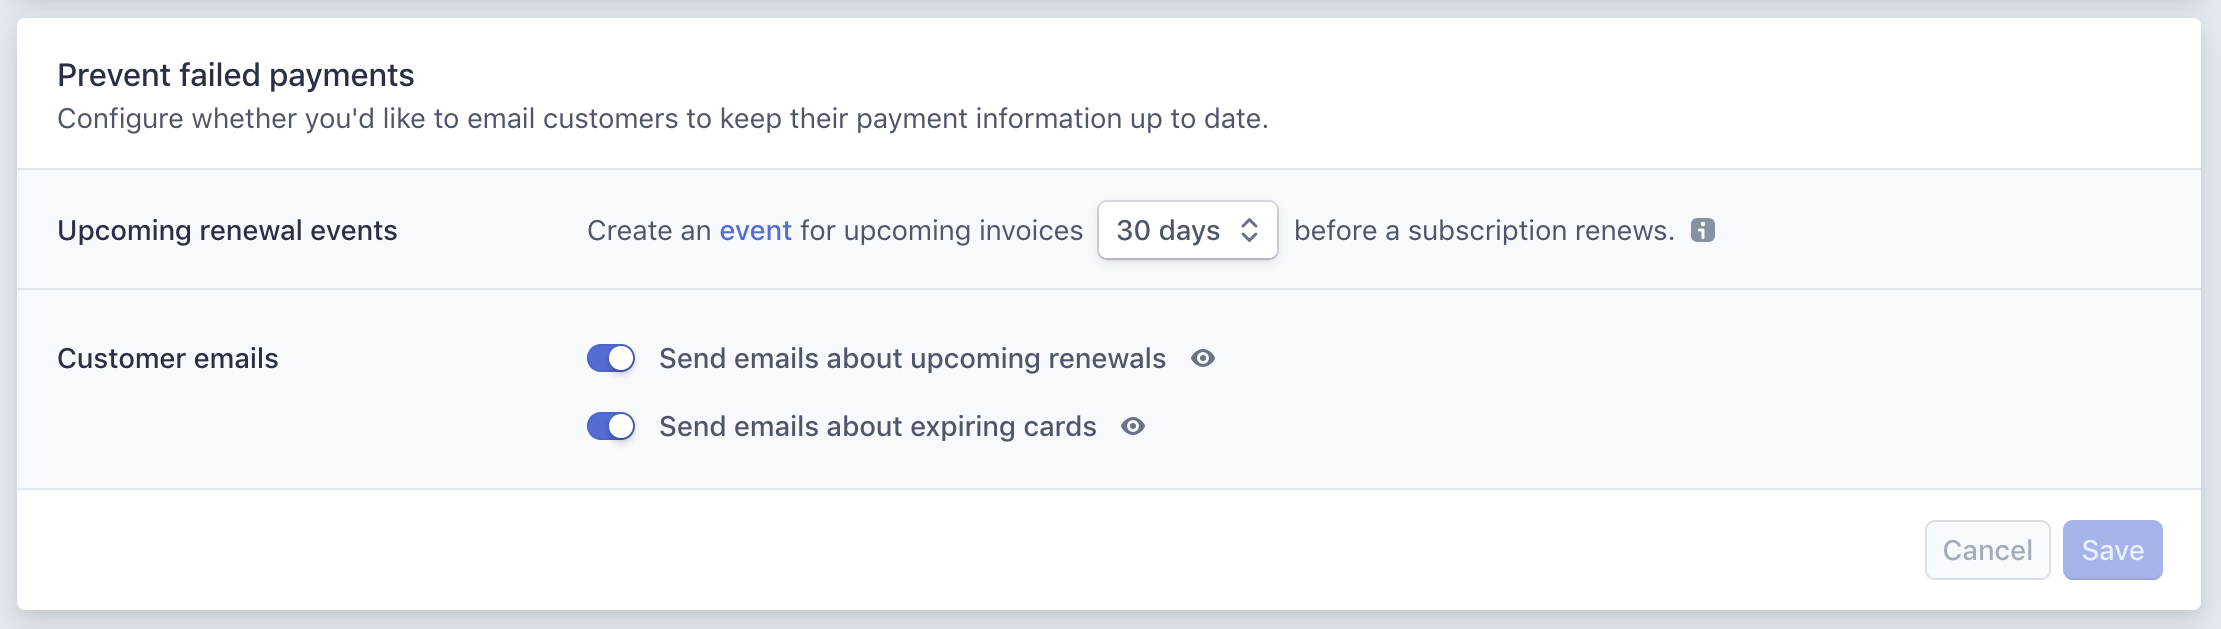 Prevent failed payments
Configure whether you'd like to email customers to keep their payment information up to date.
Upcoming renewal events
Create an event for upcoming invoices 30 days before a subscription renews.
Customer emails
Send emails about upcoming renewals
Send emails about expiring cards
Cancel Save